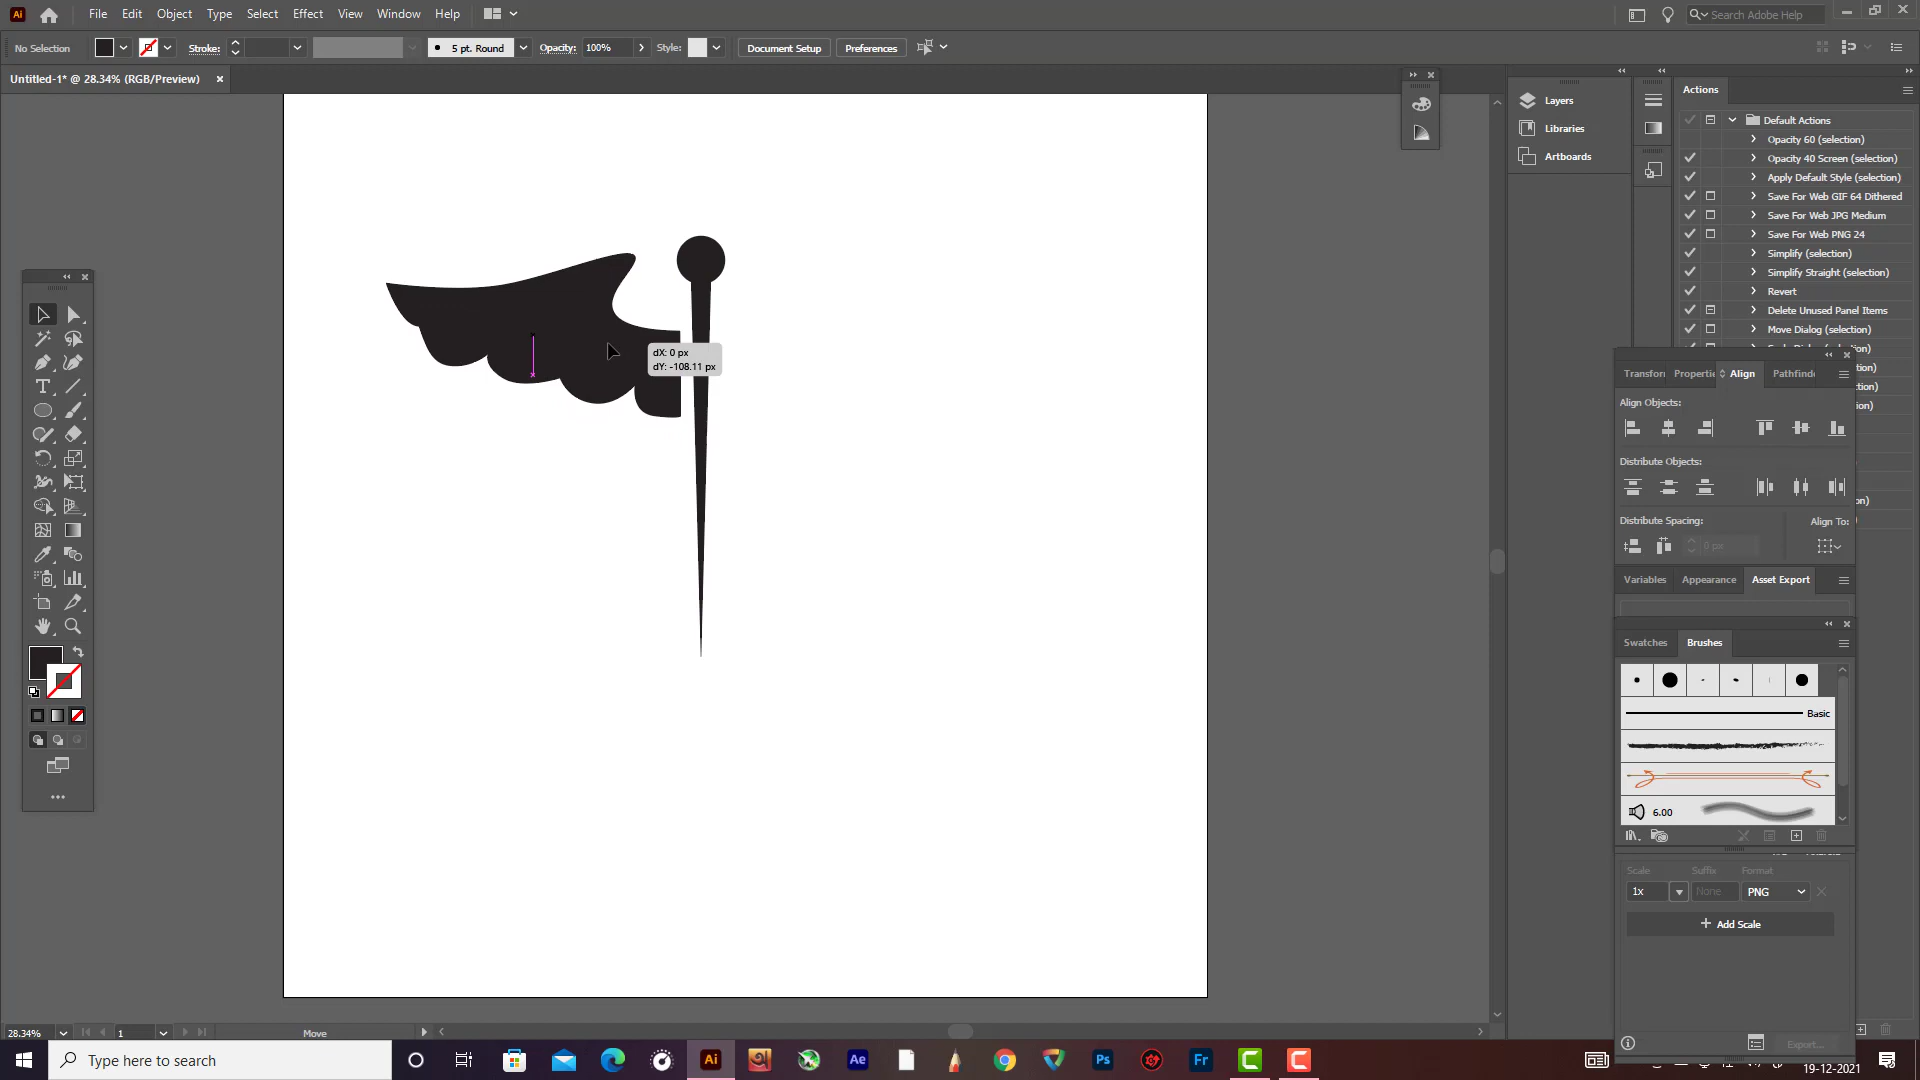 Ai File Edit Object Type Select Effect View Window Help Search Adobe Help
No Selection Stroke: 5 pt. Round Opacity: 100% Style: Document Setup Preferences
Untitled-1* @ 28.34% (RGB/Preview)
Layers
Libraries
Artboards
Actions
Default Actions
Opacity 60 (selection)
Opacity 40 Screen (selection)
Apply Default Style (selection)
Save For Web GIF 64 Dithered
Save For Web JPG Medium
Save For Web PNG 24
Simplify (selection)
Simplify Straight (selection)
Revert
Delete Unused Panel Items
Move Dialog (selection)
dX: 0 px
dY: -108.11 px
Transform Properties Align Pathfinde
Align Objects:
Distribute Objects:
Distribute Spacing: Align To:
0 px
Variables Appearance Asset Export
Swatches Brushes
Basic
6.00
Scale Suffix Format
1x None PNG
+ Add Scale
Export...
28.34% 1 Move
Type here to search Ai Ae Ps Fr
19-12-2021